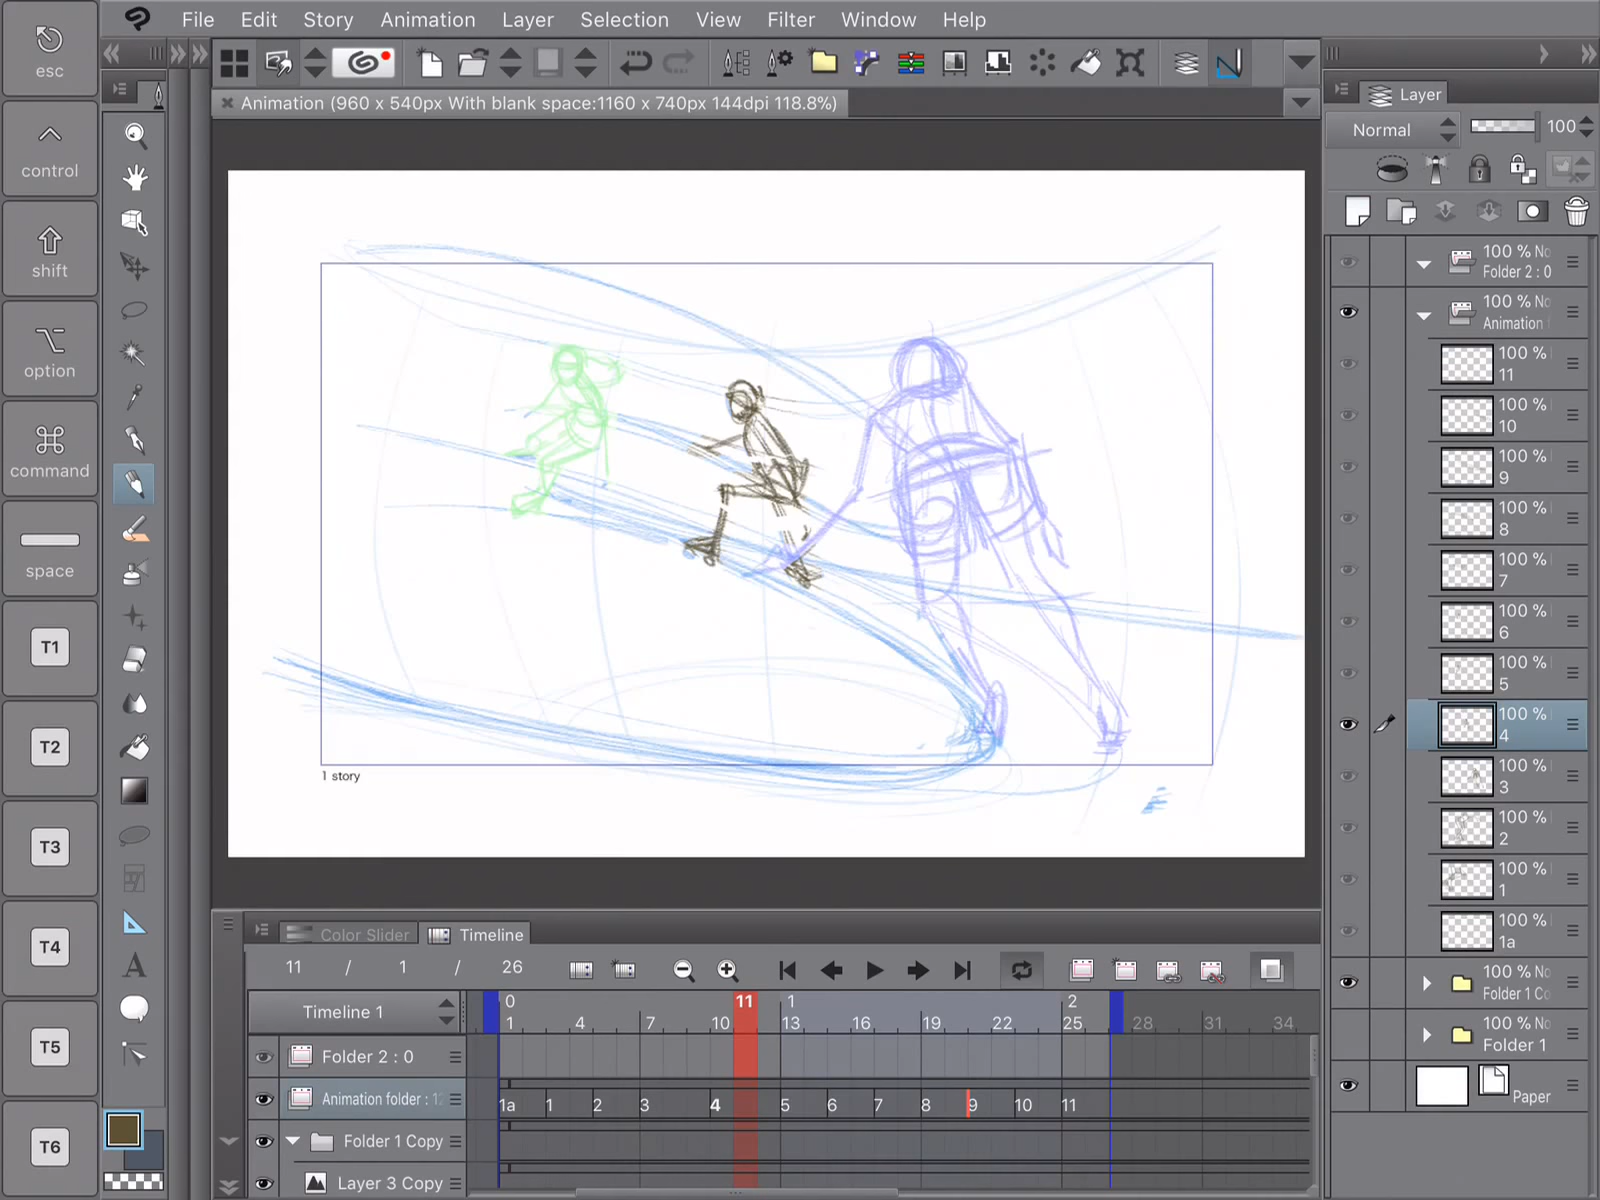 esc
control
shift
option
command
space
T1
T2
T3
T4
T5
T6
File Edit Story Animation Layer Selection View Filter Window Help
Animation (960 x 540px With blank space:1160 x 740px 144dpi 118.8%)
1 story
Layer
Normal 100
100 % No
Folder 2 : 0
100 % No
Animation
100 %
11
100 %
10
100 %
9
100 %
8
100 %
7
100 %
6
100 %
5
100 %
4
100 %
3
100 %
2
100 %
1
100 %
1a
100 % No
Folder 1 Co
100 % No
Folder 1
Paper
Color Slider Timeline
11 / 1 / 26
Timeline 1
0 11 1 2
1 4 7 10 13 16 19 22 25 28 31 34
Folder 2 : 0
Animation folder : 12
1a 1 2 3 4 5 6 7 8 9 10 11
Folder 1 Copy
Layer 3 Copy
A